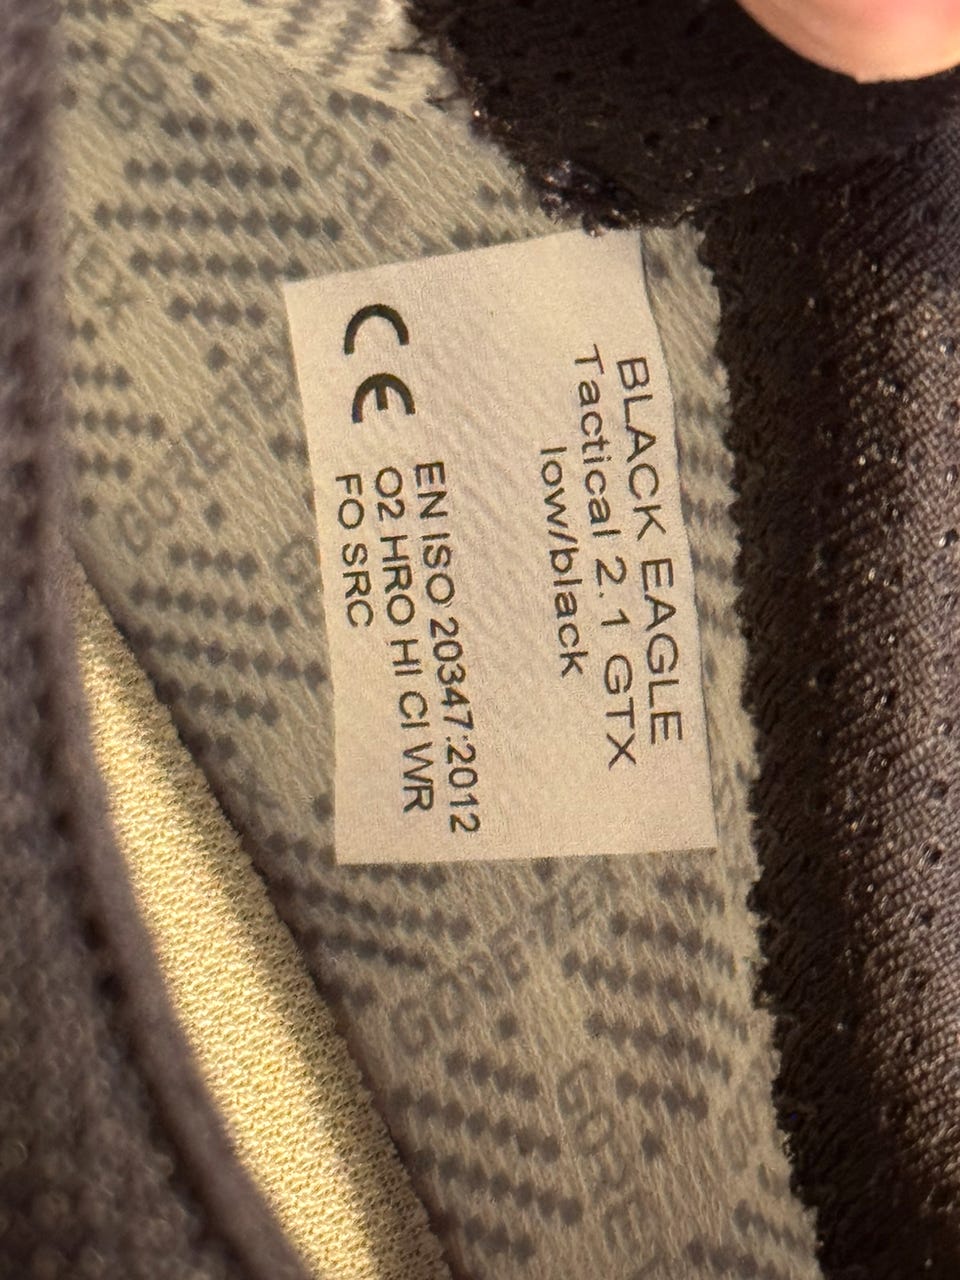 BLACK EAGLE
Tactical 2.1 GTX
low/black
CE EN ISO 20347:2012
O2 HRO HI CI WR
FO SRC